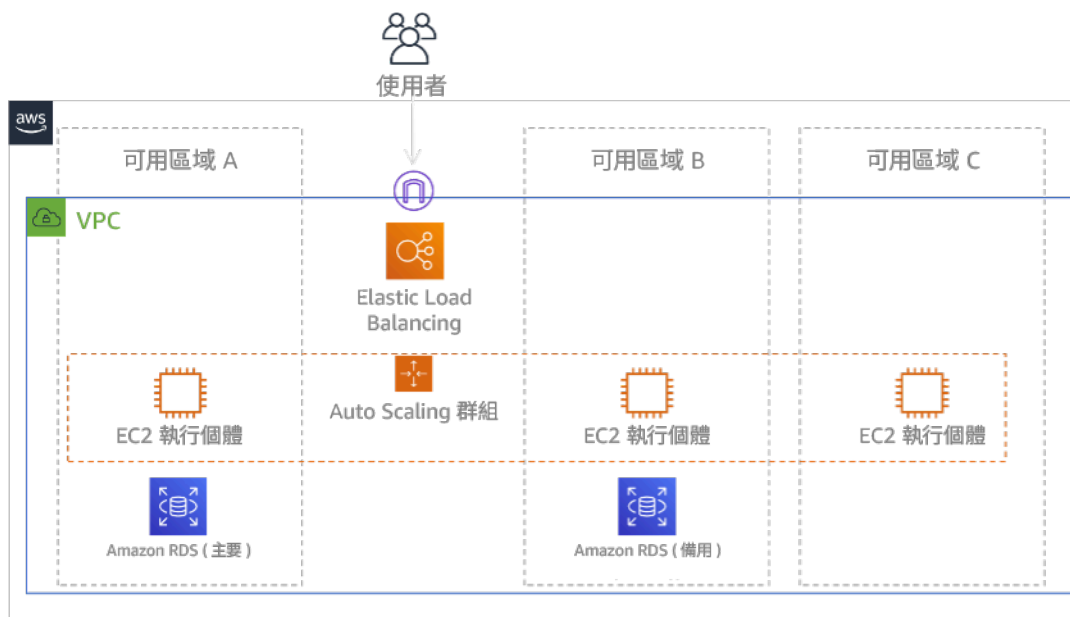 使用者
aws
可用區域 A
可用區域 B
可用區域 C
VPC
Elastic Load
Balancing
Auto Scaling 群組
EC2 執行個體
EC2 執行個體
EC2 執行個體
Amazon RDS ( 主要 )
Amazon RDS ( 備用 )